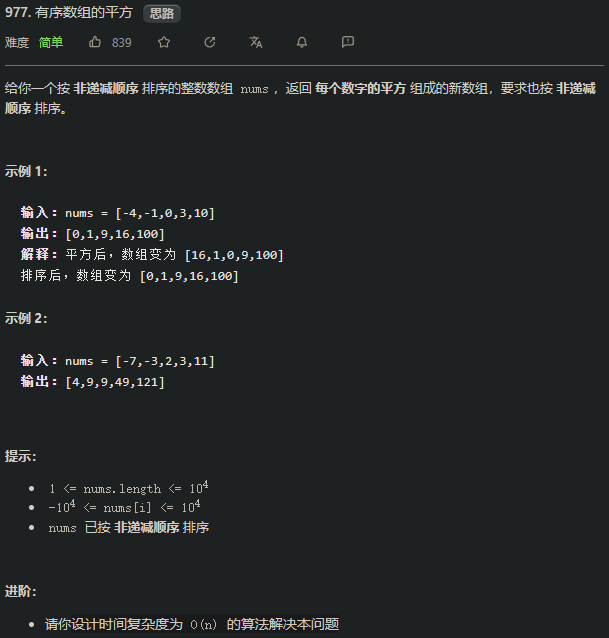 977. 有序数组的平方 思路
难度 简单 839
给你一个按 非递减顺序 排序的整数数组 nums ，返回 每个数字的平方 组成的新数组，要求也按 非递减
顺序 排序。
示例 1：
输入：nums = [-4,-1,0,3,10]
输出：[0,1,9,16,100]
解释：平方后，数组变为 [16,1,0,9,100]
排序后，数组变为 [0,1,9,16,100]
示例 2：
输入：nums = [-7,-3,2,3,11]
输出：[4,9,9,49,121]
提示：
• 1 <= nums.length <= 10⁴
• -10⁴ <= nums[i] <= 10⁴
• nums 已按 非递减顺序 排序
进阶：
• 请你设计时间复杂度为 O(n) 的算法解决本问题